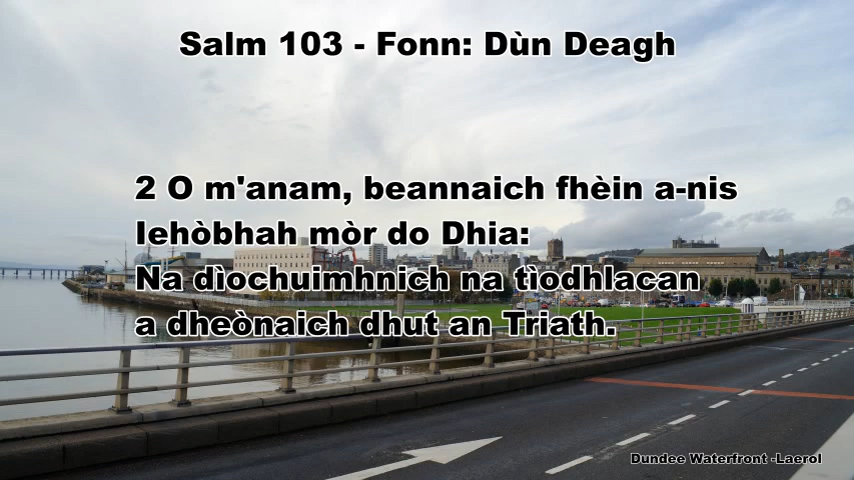 Salm 103 - Fonn: Dùn Deagh
2 O m'anam, beannaich fhèin a-nis
Iehòbhah mòr do Dhia:
Na dìochuimhnich na tìodhlacan
a dheònaich dhut an Triath.
Dundee Waterfront -Laerol